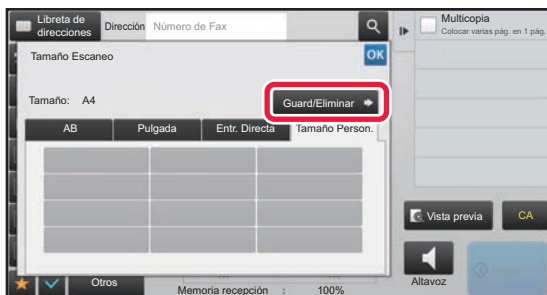 Libreta de
direcciones
Dirección
Número de Fax
Multicopia
Colocar varias pág. en 1 pág.
Tamaño Escaneo
OK
Tamaño: A4
Guard/Eliminar
AB
Pulgada
Entr. Directa
Tamaño Person.
Vista previa
CA
Otros
Memoria recepción : 100%
Altavoz